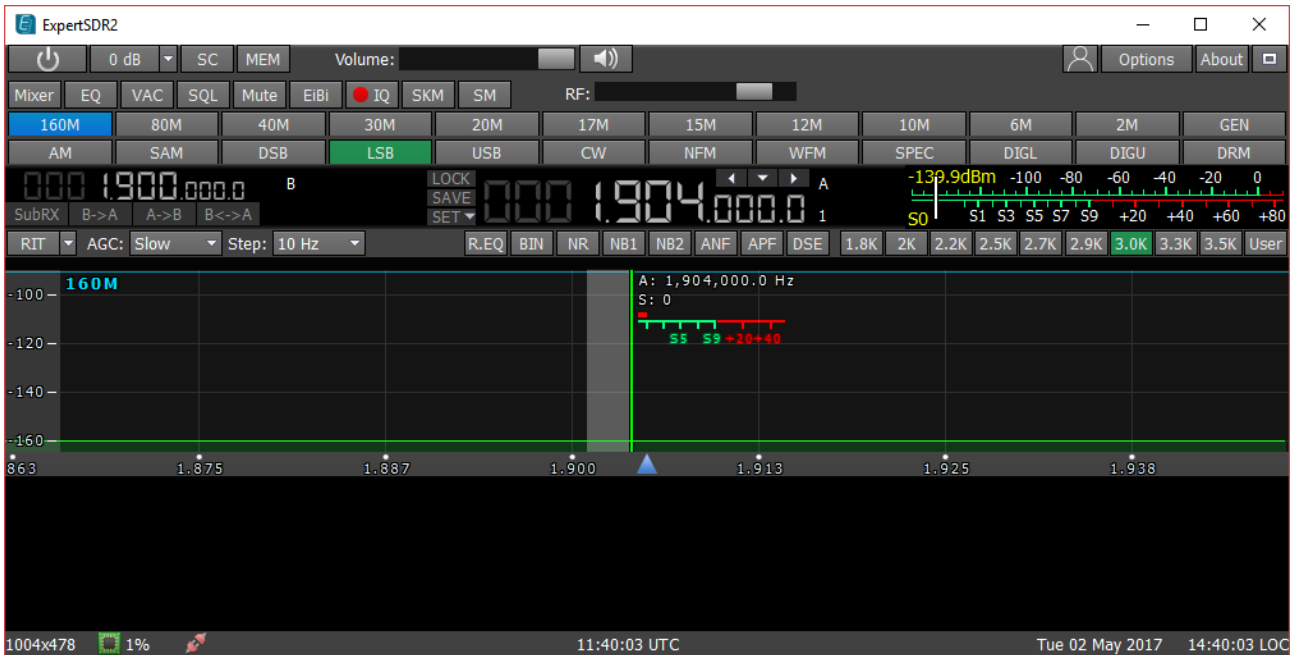 ExpertSDR2
0 dB SC MEM Volume: Options About
Mixer EQ VAC SQL Mute EiBi IQ SKM SM RF:
160M 80M 40M 30M 20M 17M 15M 12M 10M 6M 2M GEN
AM SAM DSB LSB USB CW NFM WFM SPEC DIGL DIGU DRM
1.900.000.0 B LOCK 1.904.000.0 A -139.9dBm -100 -80 -60 -40 -20 0
SAVE
SubRX B->A A->B B<->A SET 1 S0 S1 S3 S5 S7 S9 +20 +40 +60 +80
RIT AGC: Slow Step: 10 Hz R.EQ BIN NR NB1 NB2 ANF APF DSE 1.8K 2K 2.2K 2.5K 2.7K 2.9K 3.0K 3.3K 3.5K User
160M A: 1,904,000.0 Hz
-100 S: 0
-120 S5 S9 +20 +40
-140
-160
863 1.875 1.887 1.900 1.913 1.925 1.938
1004x478 1% 11:40:03 UTC Tue 02 May 2017 14:40:03 LOC